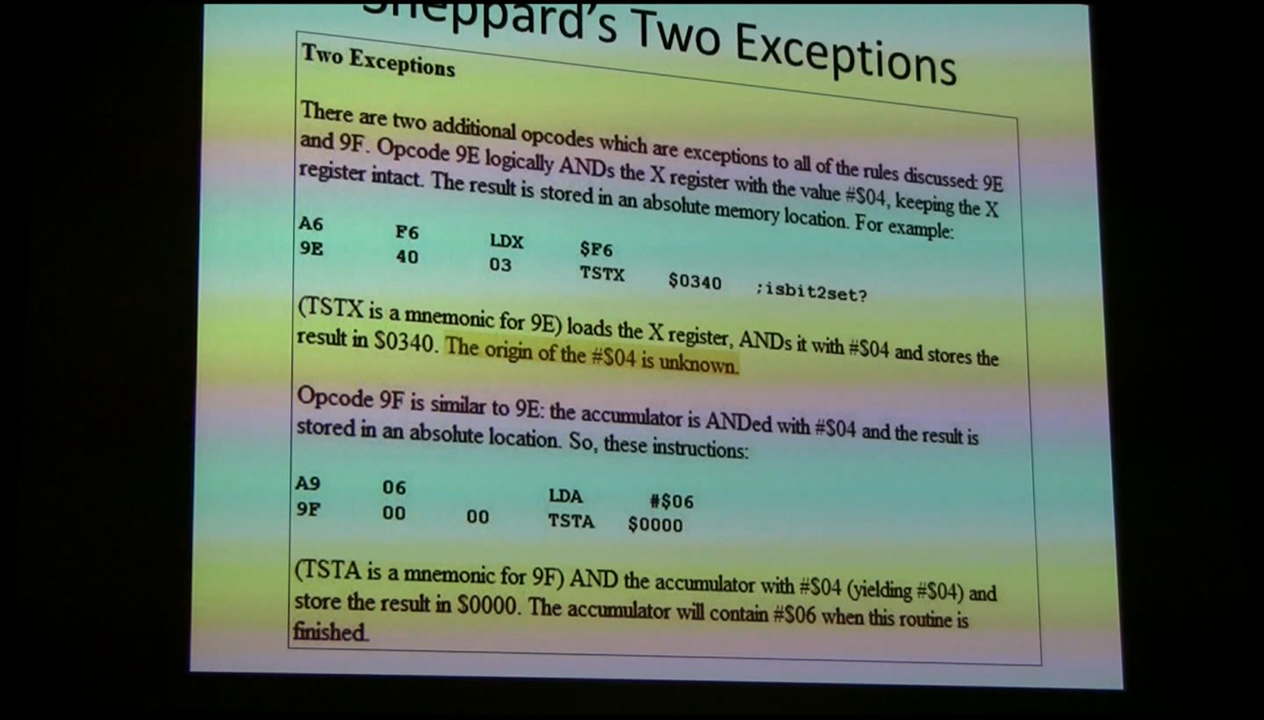 Sheppard's Two Exceptions
Two Exceptions
There are two additional opcodes which are exceptions to all of the rules discussed: 9E
and 9F. Opcode 9E logically ANDs the X register with the value #$04, keeping the X
register intact. The result is stored in an absolute memory location. For example:
A6 F6 LDX $F6
9E 40 03 TSTX $0340 ;isbit2set?
(TSTX is a mnemonic for 9E) loads the X register, ANDs it with #$04 and stores the
result in $0340. The origin of the #$04 is unknown.
Opcode 9F is similar to 9E: the accumulator is ANDed with #$04 and the result is
stored in an absolute location. So, these instructions:
A9 06 LDA #$06
9F 00 00 TSTA $0000
(TSTA is a mnemonic for 9F) AND the accumulator with #$04 (yielding #$04) and
store the result in $0000. The accumulator will contain #$06 when this routine is
finished.